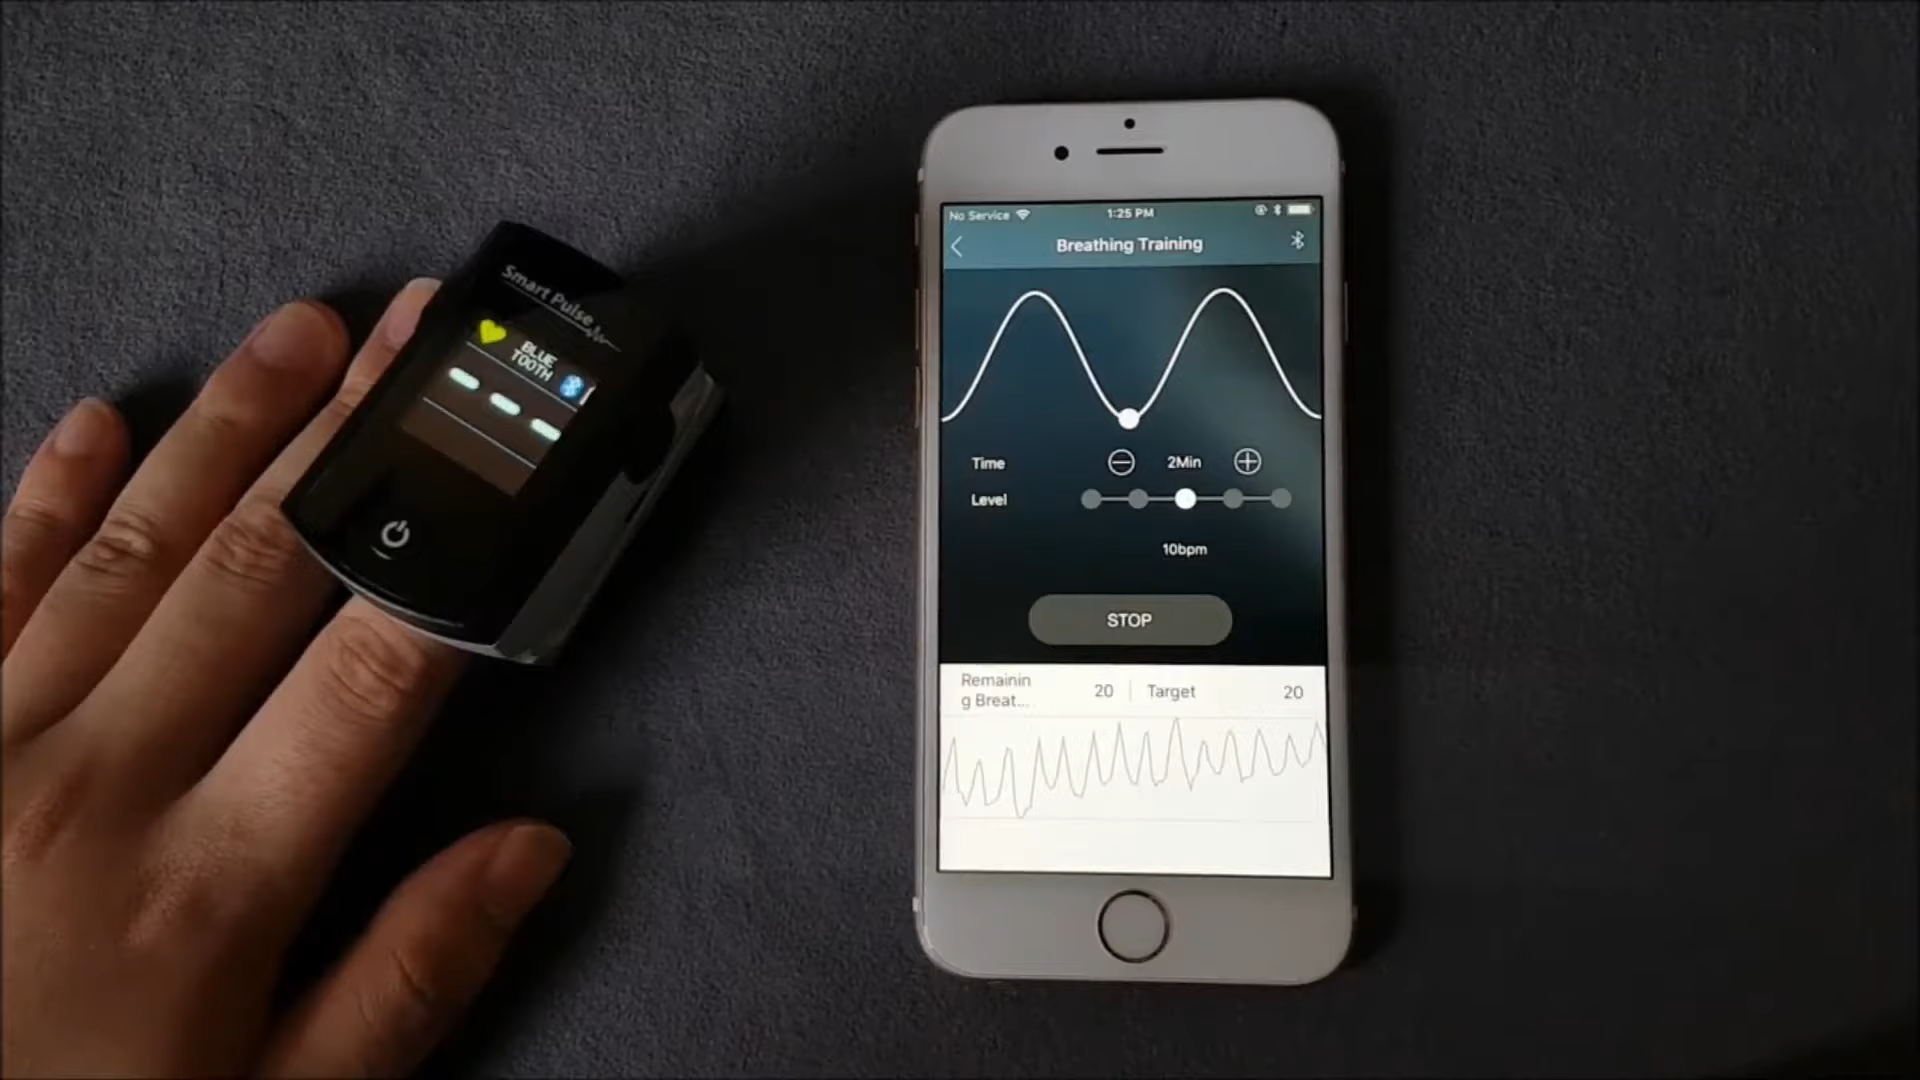 Smart Pulse
BLUE
TOOTH
No Service
1:25 PM
Breathing Training
Time
2Min
Level
10bpm
STOP
Remainin
g Breat...
20
Target
20